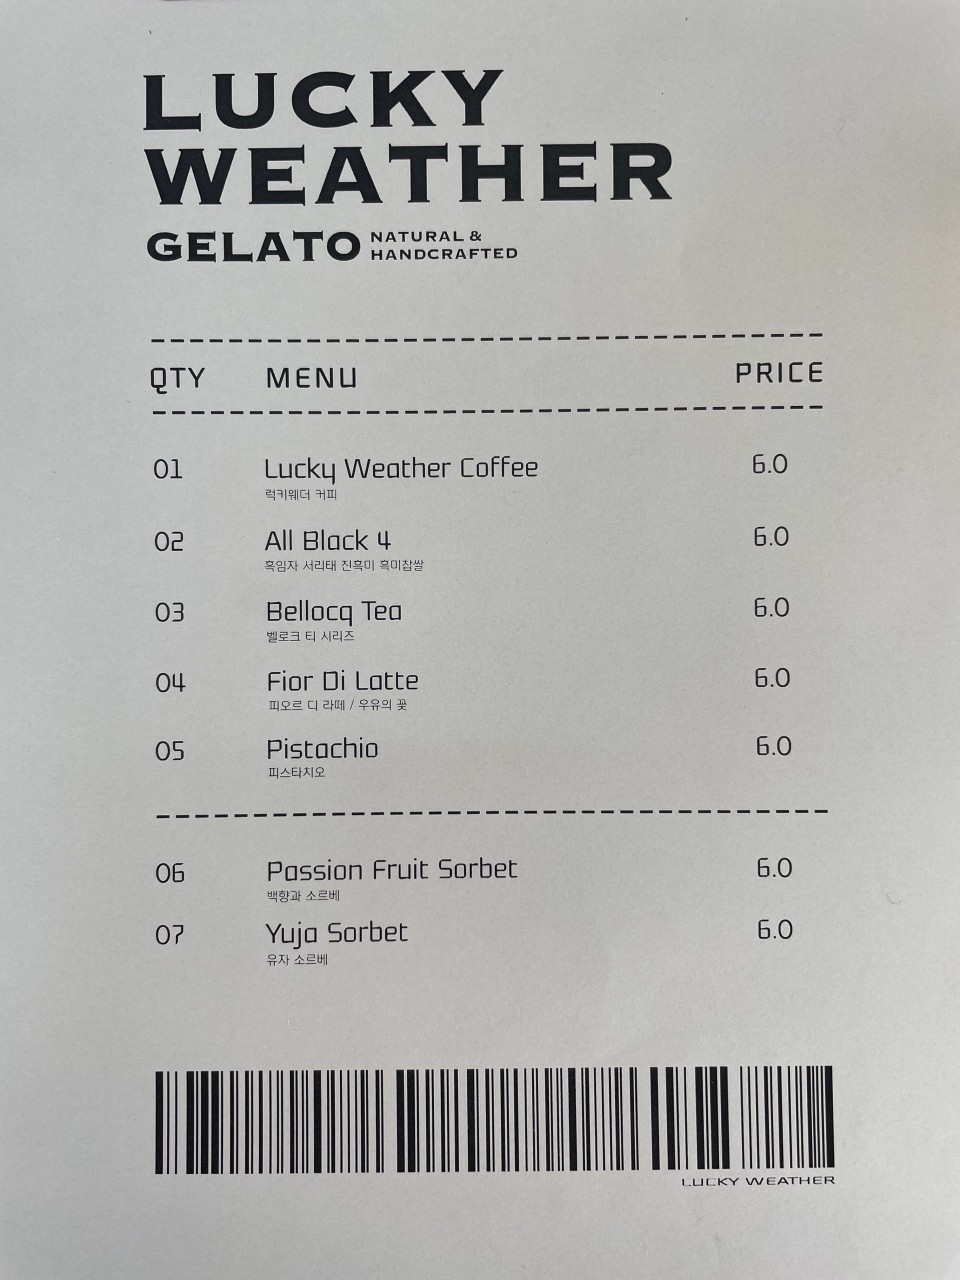 LUCKY
WEATHER
GELATO NATURAL &
HANDCRAFTED
QTY MENU PRICE
01 Lucky Weather Coffee 6.0
럭키웨더 커피
02 All Black 4 6.0
흑임자 서리태 진흑미 흑미찹쌀
03 Bellocq Tea 6.0
벨로크 티 시리즈
04 Fior Di Latte 6.0
피오르 디 라떼 / 우유의 꽃
05 Pistachio 6.0
피스타치오
06 Passion Fruit Sorbet 6.0
백향과 소르베
07 Yuja Sorbet 6.0
유자 소르베
LUCKY WEATHER